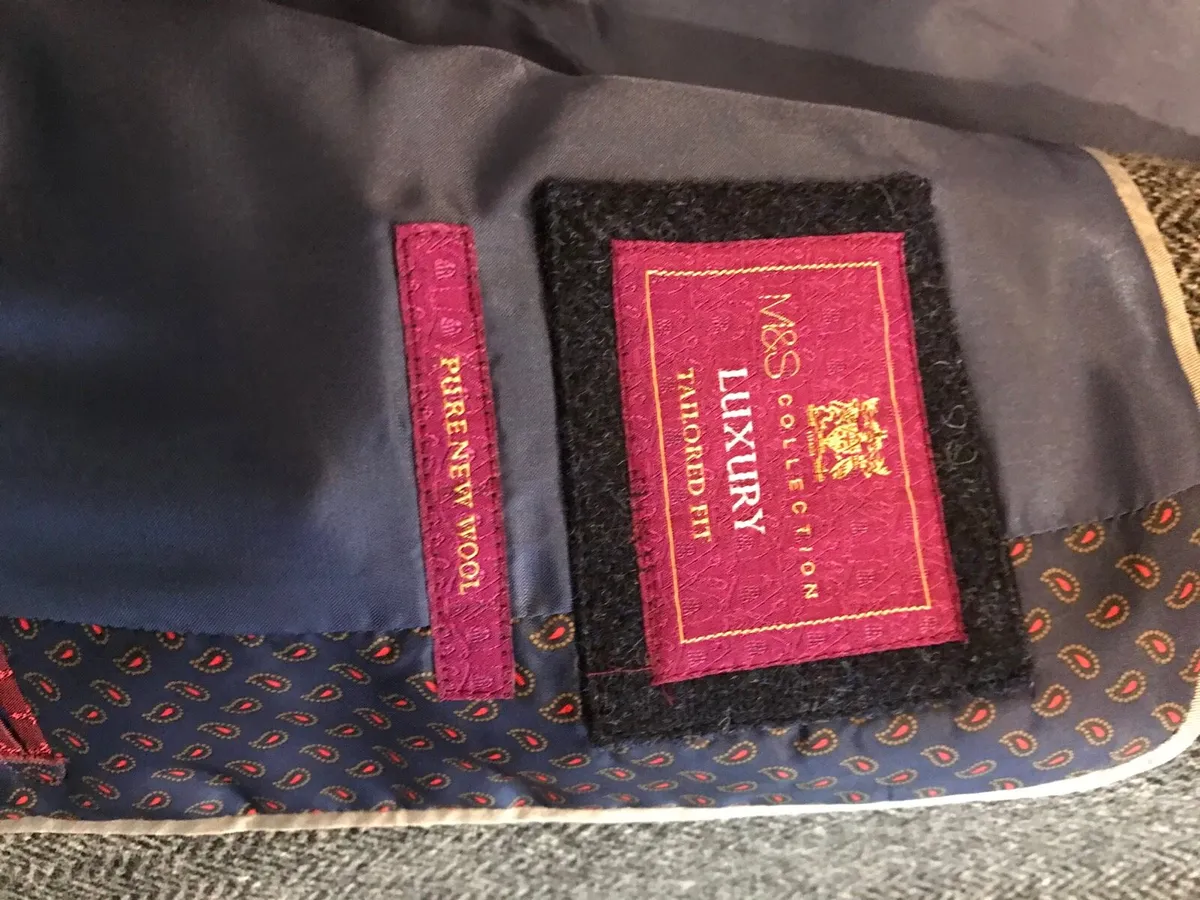 M&S COLLECTION
LUXURY
TAILORED FIT
PURE NEW WOOL